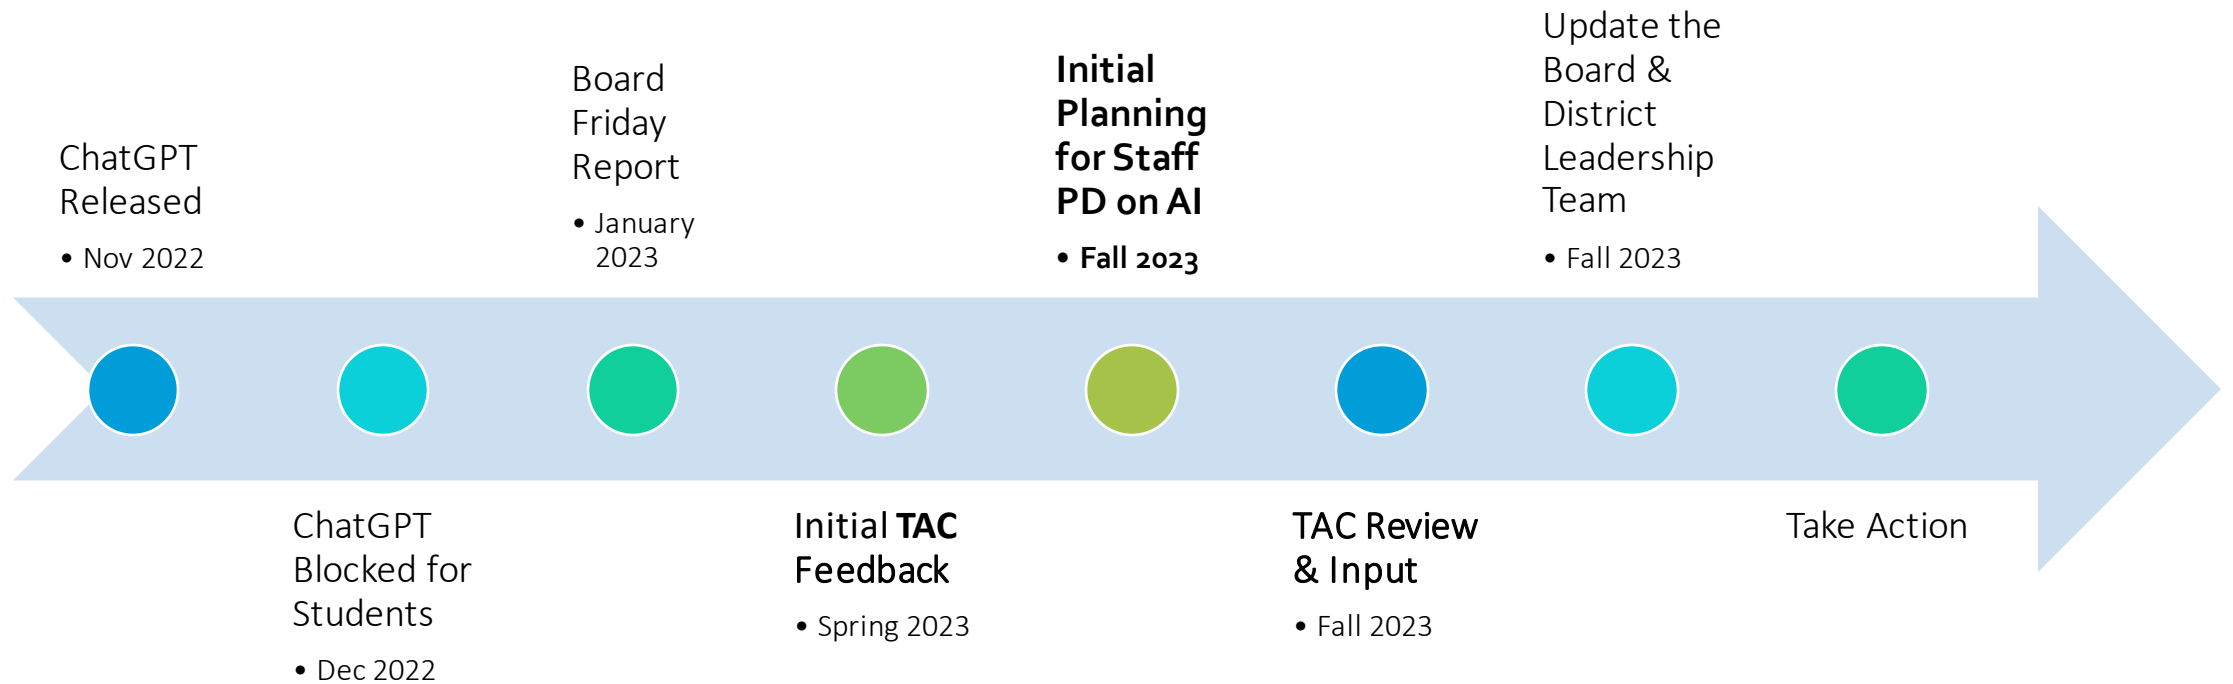 ChatGPT
Released
• Nov 2022
ChatGPT
Blocked for
Students
• Dec 2022
Board
Friday
Report
• January
2023
Initial TAC
Feedback
• Spring 2023
Initial
Planning
for Staff
PD on AI
• Fall 2023
TAC Review
& Input
• Fall 2023
Update the
Board &
District
Leadership
Team
• Fall 2023
Take Action